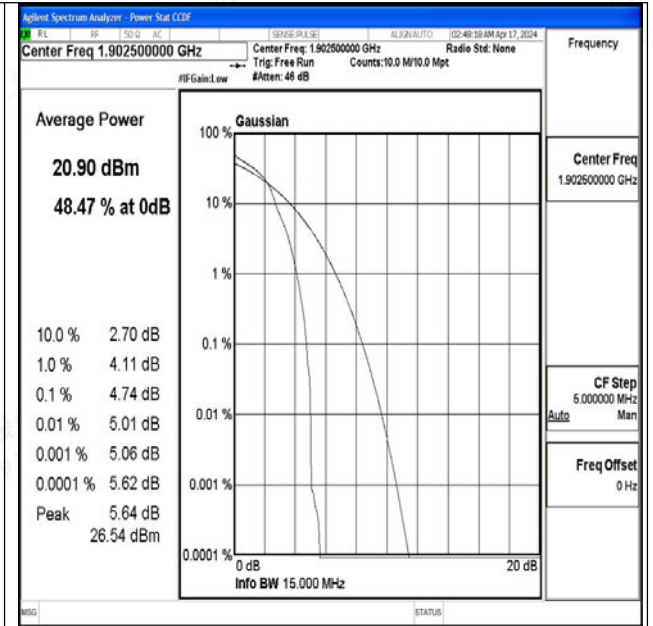 Agilent Spectrum Analyzer - Power Stat CCDF
RL RF 50 Ω AC SENSE:PULSE ALIGN AUTO 02:48:18 AM Apr 17, 2024
Center Freq 1.902500000 GHz
Center Freq: 1.902500000 GHz Radio Std: None
Trig: Free Run Counts:10.0 M/10.0 Mpt
#IFGain:Low #Atten: 46 dB
Frequency
Average Power
20.90 dBm
48.47 % at 0dB
10.0 % 2.70 dB
1.0 % 4.11 dB
0.1 % 4.74 dB
0.01 % 5.01 dB
0.001 % 5.06 dB
0.0001 % 5.62 dB
Peak 5.64 dB
26.54 dBm
Gaussian
100 %
10 %
1 %
0.1 %
0.01 %
0.001 %
0.0001 %
0 dB 20 dB
Info BW 15.000 MHz
Center Freq
1.902500000 GHz
CF Step
5.000000 MHz
Auto Man
Freq Offset
0 Hz
MSG STATUS